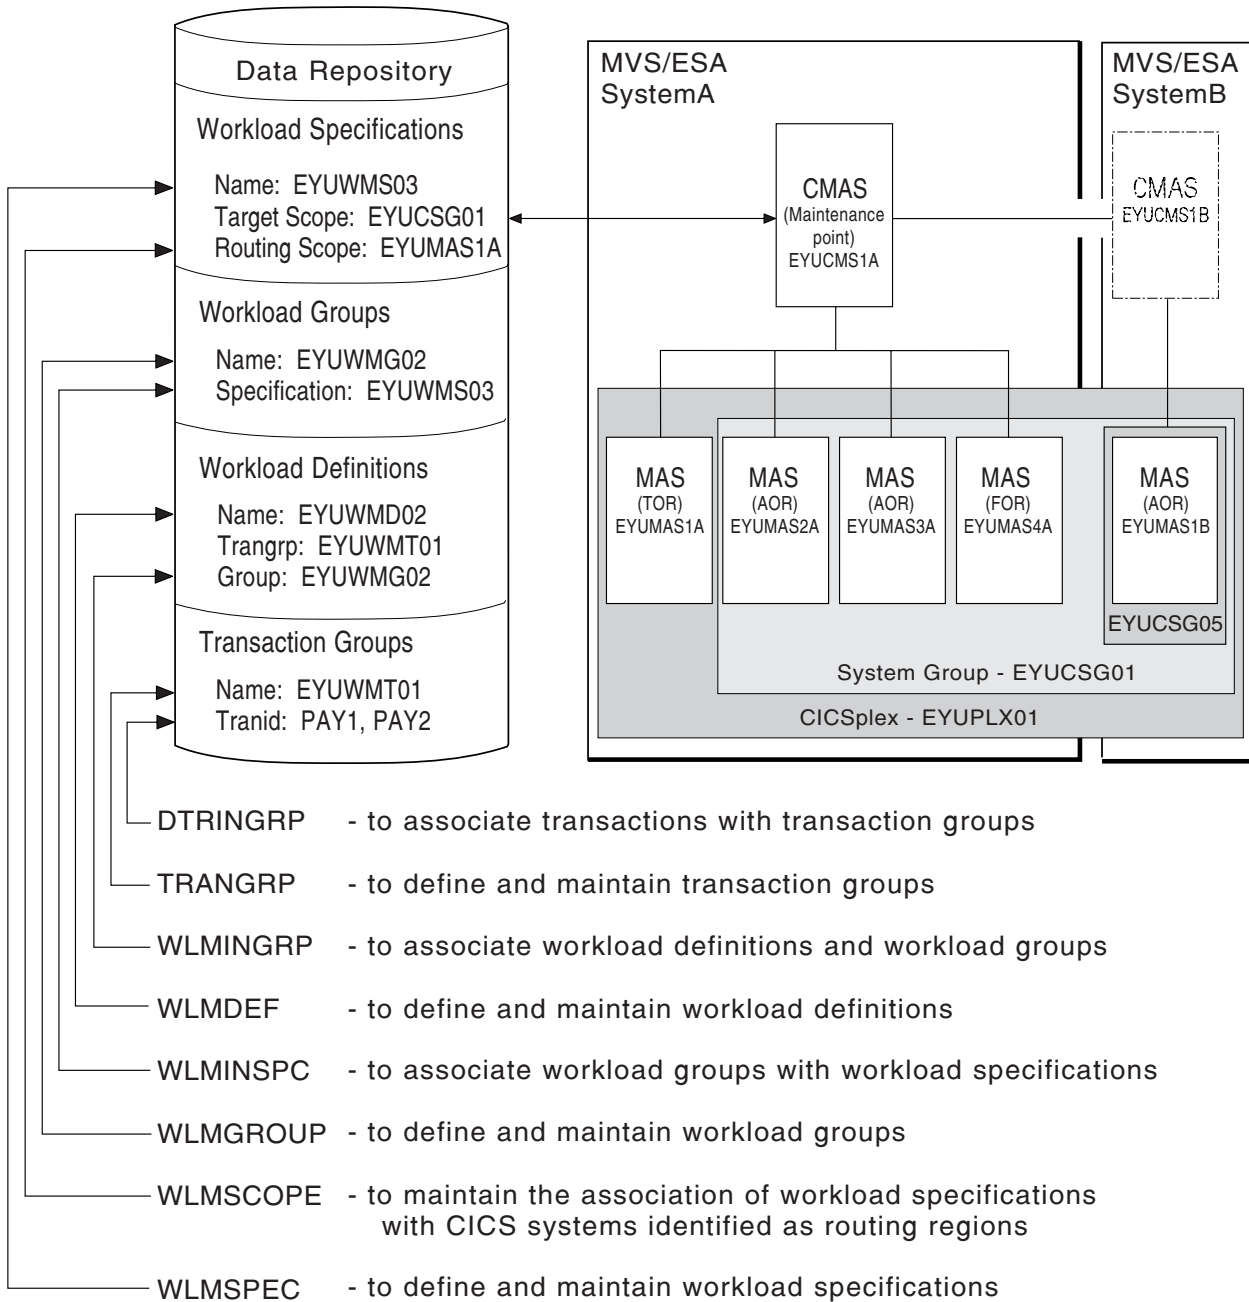 Data Repository
Workload Specifications
Name: EYUWMS03
Target Scope: EYUCSG01
Routing Scope: EYUMAS1A
Workload Groups
Name: EYUWMG02
Specification: EYUWMS03
Workload Definitions
Name: EYUWMD02
Trangrp: EYUWMT01
Group: EYUWMG02
Transaction Groups
Name: EYUWMT01
Tranid: PAY1, PAY2
MVS/ESA
SystemA
CMAS
(Maintenance
point)
EYUCMS1A
MVS/ESA
SystemB
CMAS
EYUCMS1B
MAS
(TOR)
EYUMAS1A
MAS
(AOR)
EYUMAS2A
MAS
(AOR)
EYUMAS3A
MAS
(FOR)
EYUMAS4A
MAS
(AOR)
EYUMAS1B
EYUCSG05
System Group - EYUCSG01
CICSplex - EYUPLX01
DTRINGRP - to associate transactions with transaction groups
TRANGRP - to define and maintain transaction groups
WLMINGRP - to associate workload definitions and workload groups
WLMDEF - to define and maintain workload definitions
WLMINSPC - to associate workload groups with workload specifications
WLMGROUP - to define and maintain workload groups
WLMSCOPE - to maintain the association of workload specifications
with CICS systems identified as routing regions
WLMSPEC - to define and maintain workload specifications